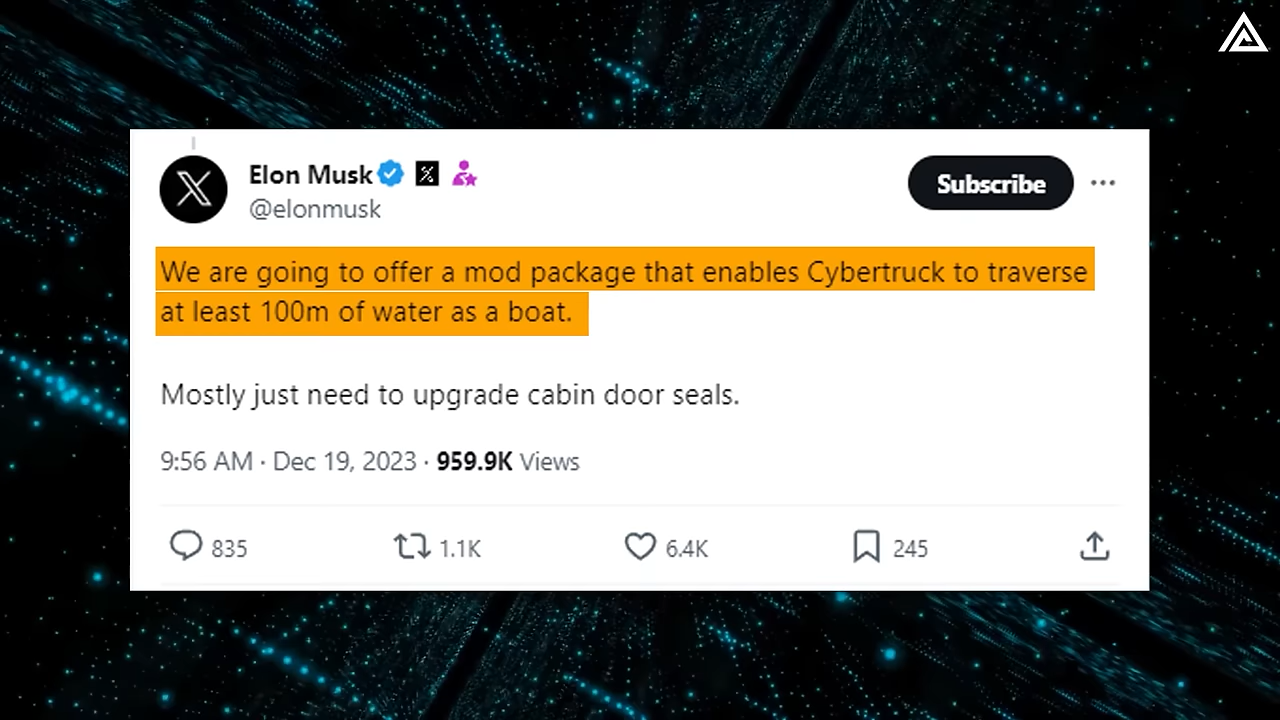 Elon Musk
@elonmusk
Subscribe
We are going to offer a mod package that enables Cybertruck to traverse
at least 100m of water as a boat.
Mostly just need to upgrade cabin door seals.
9:56 AM · Dec 19, 2023 · 959.9K Views
835 1.1K 6.4K 245